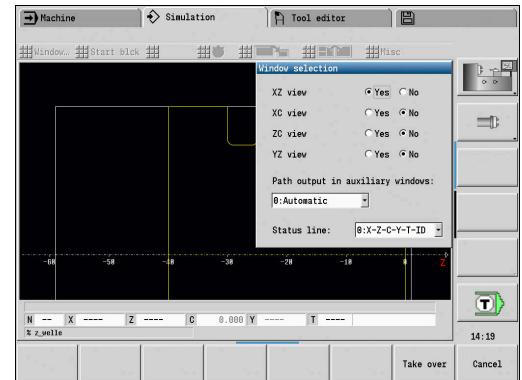 Machine Simulation Tool editor
Window… Start blck Misc
Window selection
XZ view Yes No
XC view Yes No
ZC view Yes No
YZ view Yes No
Path output in auxiliary windows:
0:Automatic
Status line: 0:X-Z-C-Y-T-ID
-60 -50 -40 -30 -20 -10 0 Z
N -- X ---- Z ---- C 0.000 Y ---- T ----
% z_welle
T
14:19
Take over Cancel